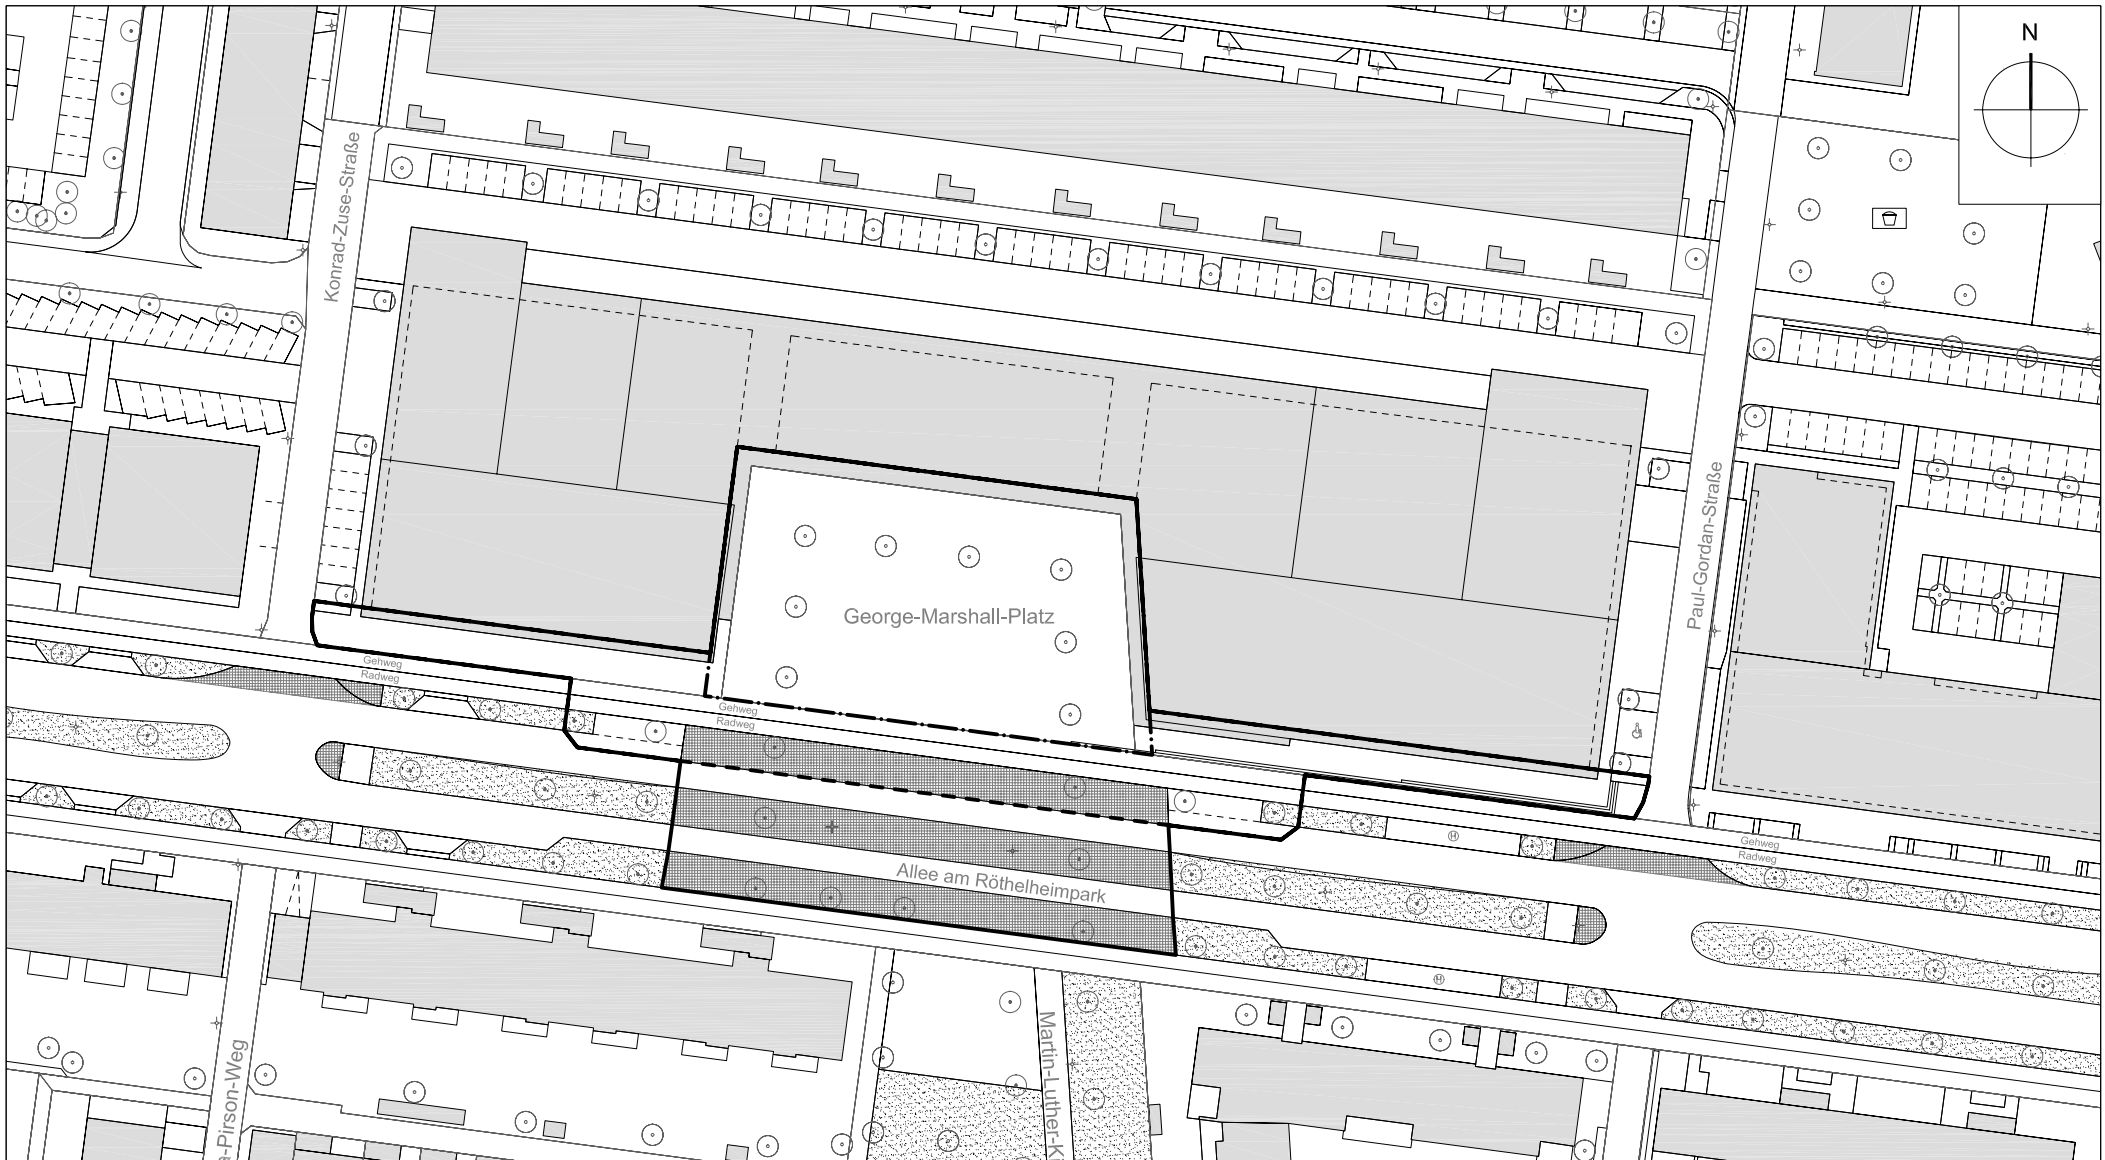 N
Konrad-Zuse-Straße
Paul-Gordan-Straße
George-Marshall-Platz
Gehweg
Radweg
Gehweg
Radweg
H
Gehweg
Radweg
Allee am Röthelheimpark
H
Martin-Luther-K
a-Pirson-Weg